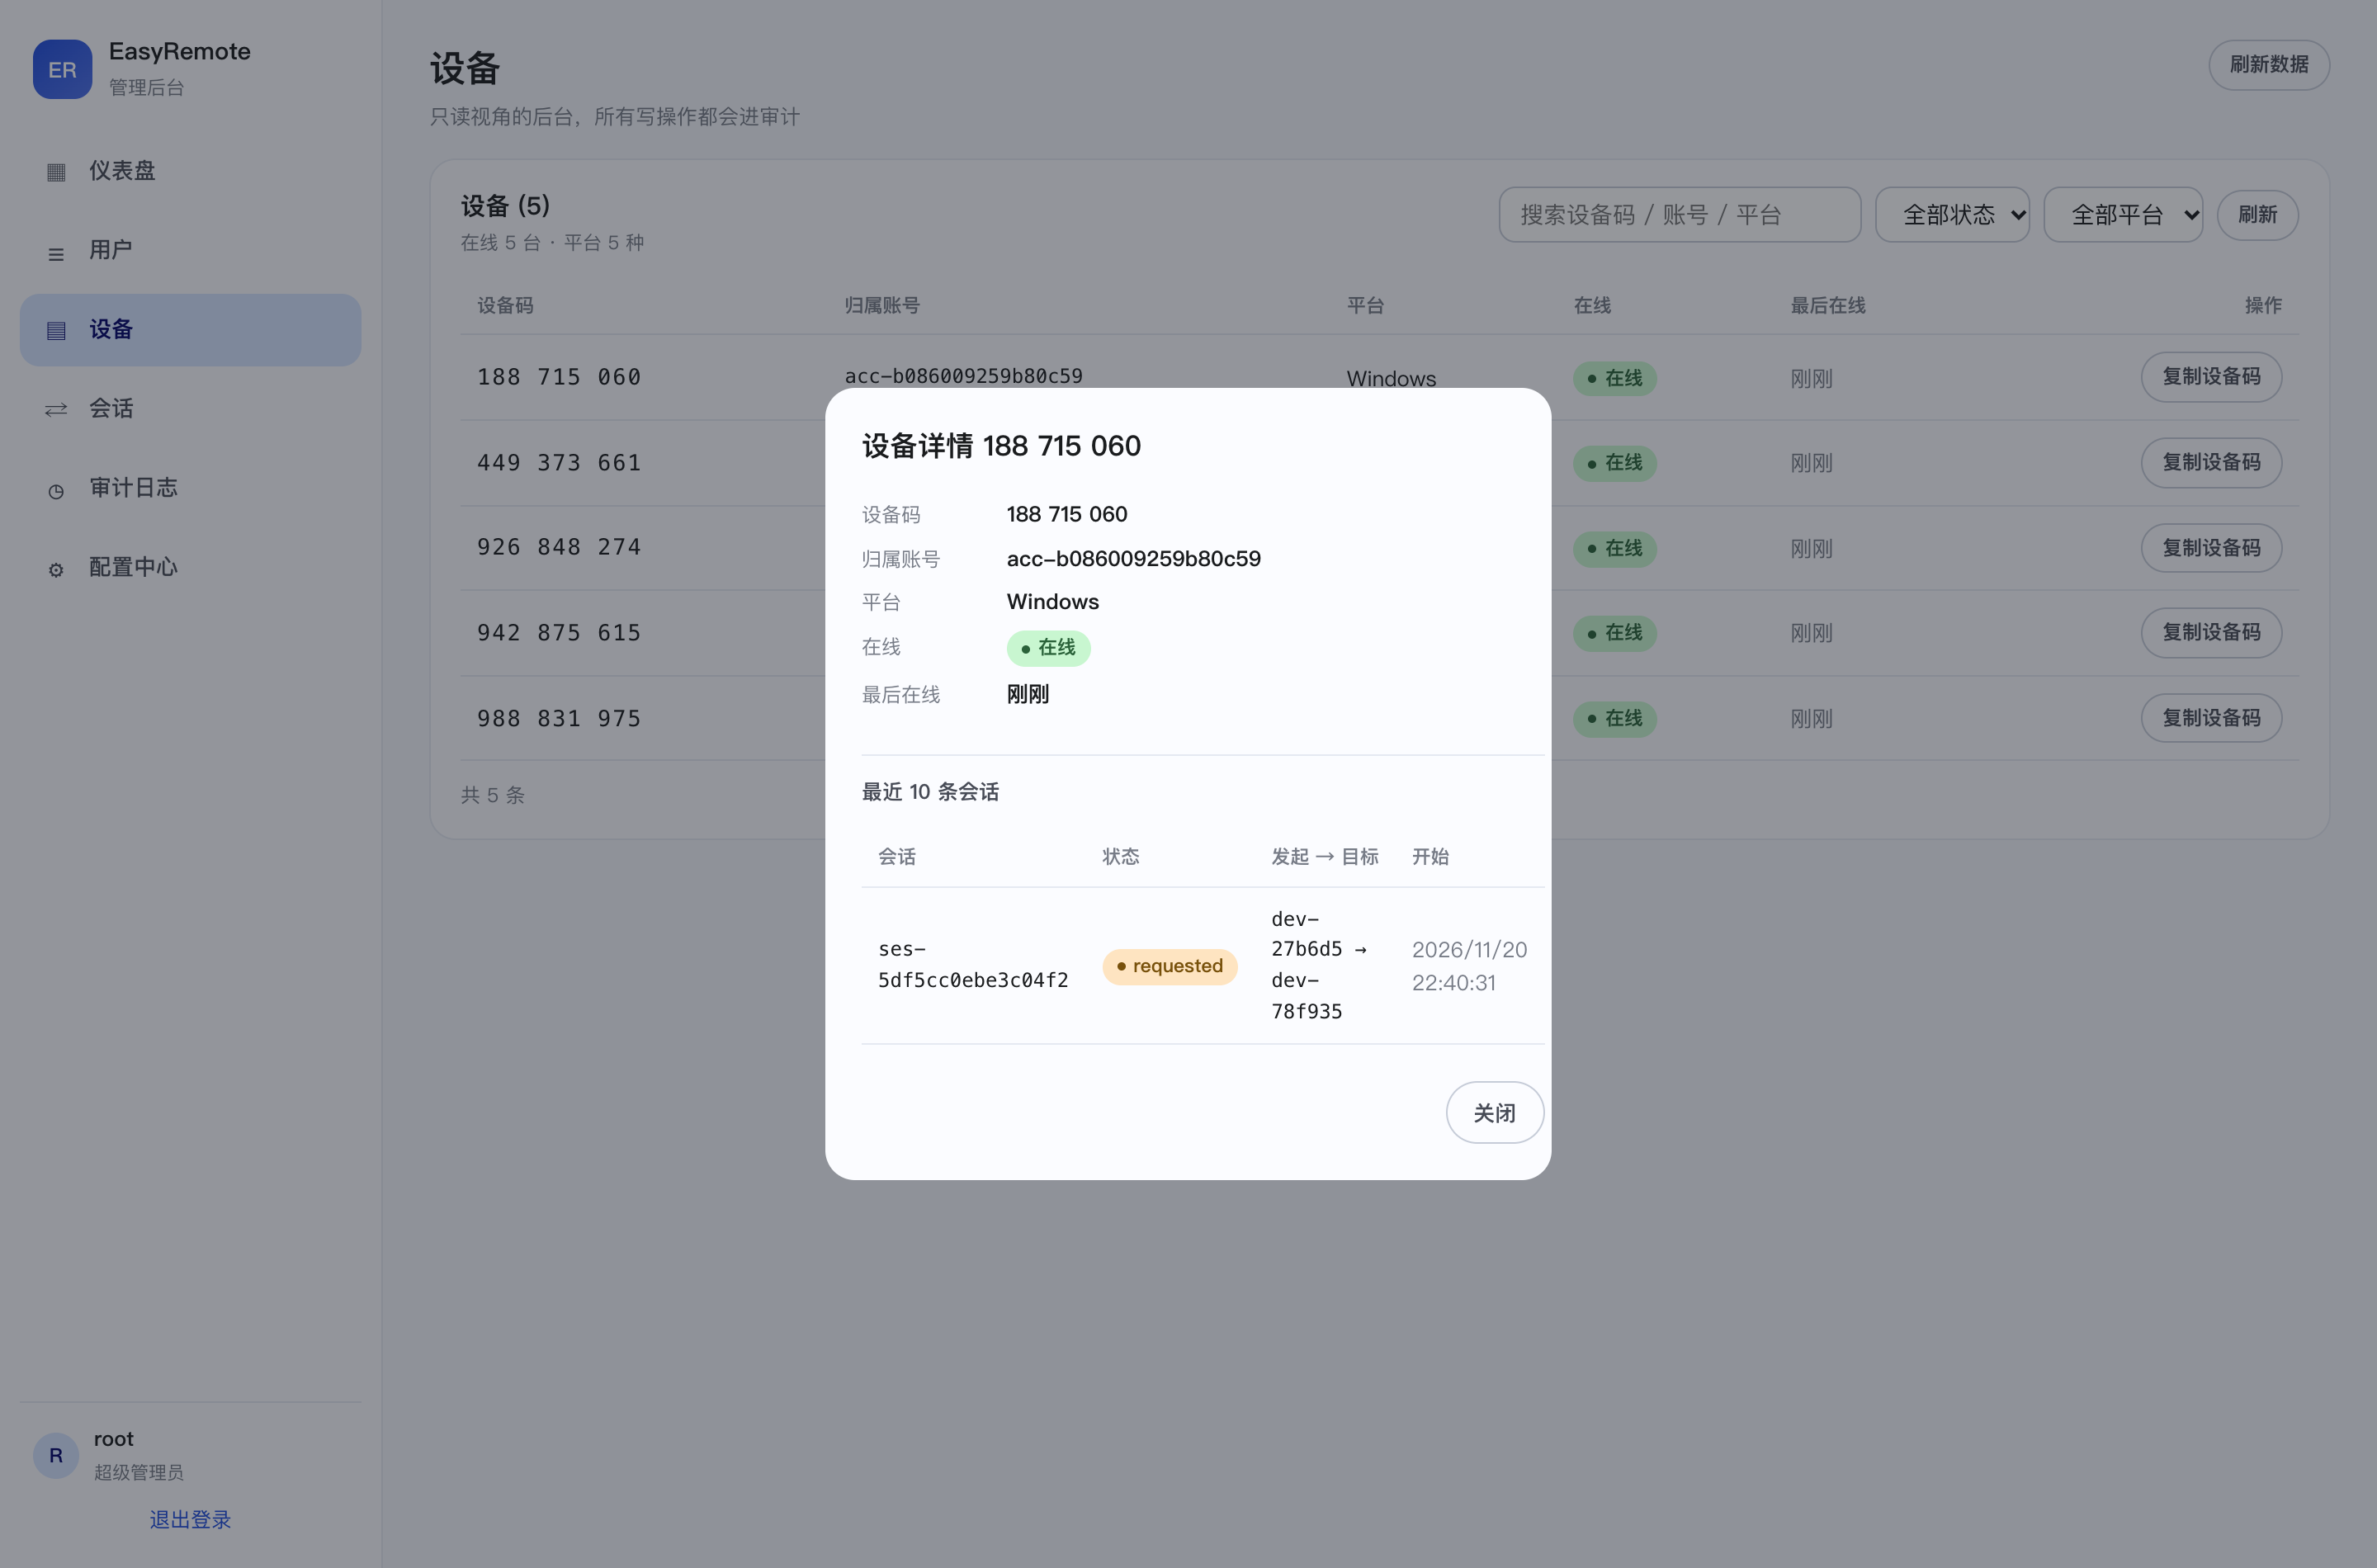 ER
EasyRemote
管理后台
仪表盘
用户
设备
会话
审计日志
配置中心
R
root
超级管理员
退出登录
设备
只读视角的后台，所有写操作都会进审计
刷新数据
设备 (5)
在线 5 台 · 平台 5 种
搜索设备码 / 账号 / 平台
全部状态
全部平台
刷新
设备码 归属账号 平台 在线 最后在线 操作
188 715 060 acc-b086009259b80c59 Windows 在线 刚刚 复制设备码
449 373 661 在线 刚刚 复制设备码
926 848 274 在线 刚刚 复制设备码
942 875 615 在线 刚刚 复制设备码
988 831 975 在线 刚刚 复制设备码
共 5 条
设备详情 188 715 060
设备码 188 715 060
归属账号 acc-b086009259b80c59
平台 Windows
在线 在线
最后在线 刚刚
最近 10 条会话
会话 状态 发起 → 目标 开始
ses-
5df5cc0ebe3c04f2
requested
dev-
27b6d5 →
dev-
78f935
2026/11/20
22:40:31
关闭